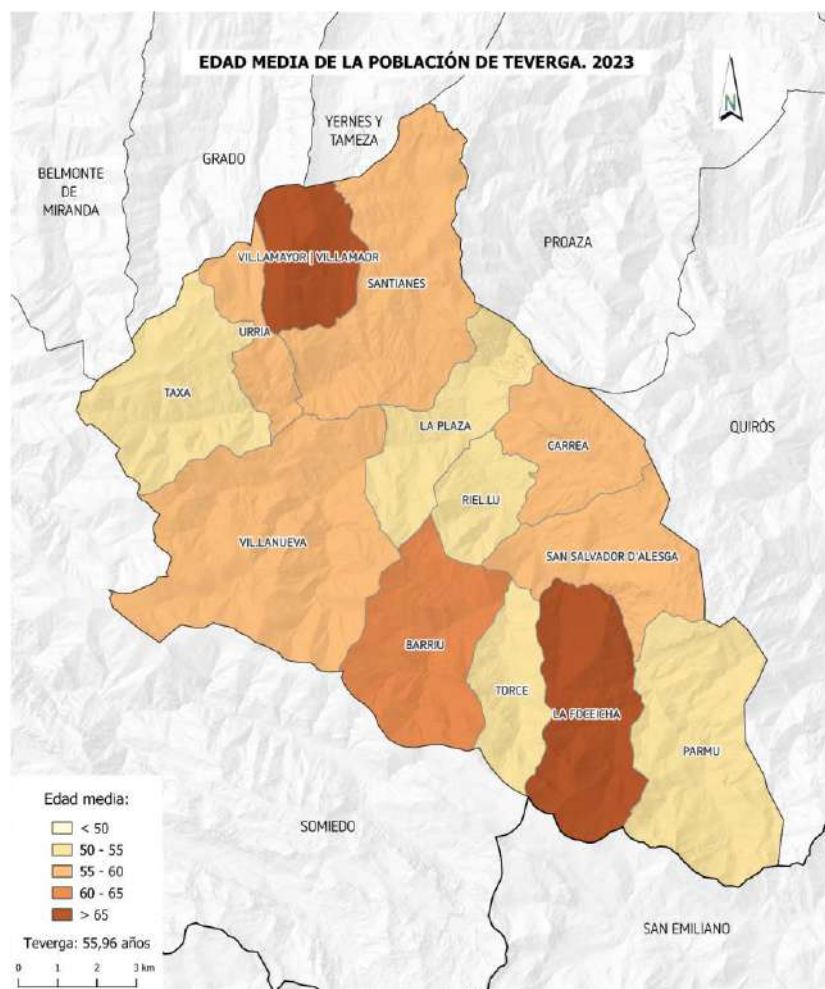 EDAD MEDIA DE LA POBLACIÓN DE TEVERGA. 2023
N
YERNES Y
TAMEZA
GRADO
BELMONTE
DE
MIRANDA
PROAZA
VIL.LAMAYOR | VIL.LAMAOR
SANTIANES
URRIA
TAXA
LA PLAZA
QUIRÓS
CARREA
RIEL.LU
VIL.LANUEVA
SAN SALVADOR D'ALESGA
BARRIU
TORCE
LA FOCEICHA
PARMU
SOMIEDO
SAN EMILIANO
Edad media:
< 50
50 - 55
55 - 60
60 - 65
> 65
Teverga: 55,96 años
0 1 2 3 km